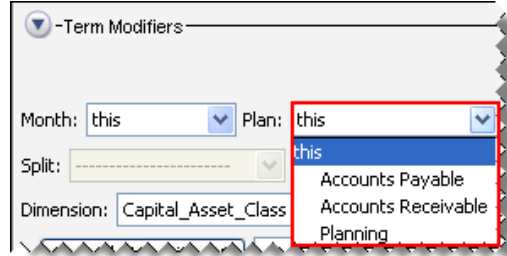 Term Modifiers
Month: this Plan: this
this
Split: ----------------------
Accounts Payable
Dimension: Capital_Asset_Class Accounts Receivable
Planning